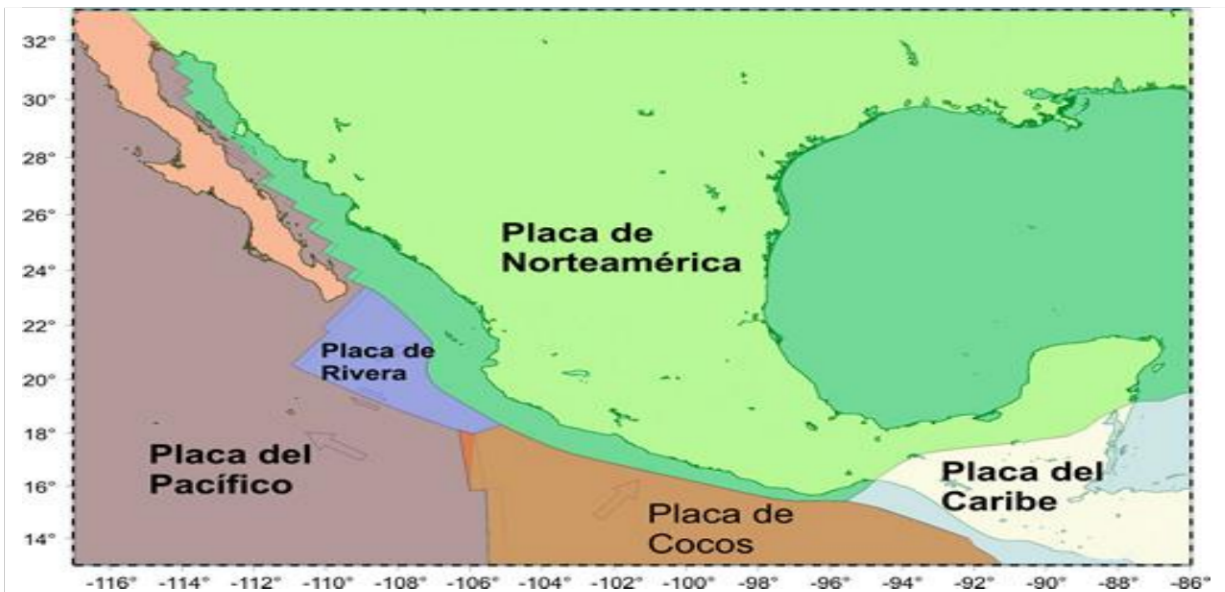 32°
30°
28°
26°
24°
22°
20°
18°
16°
14°
Placa de
Norteamérica
Placa de
Rivera
Placa del
Pacífico
Placa del
Caribe
Placa de
Cocos
-116° -114° -112° -110° -108° -106° -104° -102° -100° -98° -96° -94° -92° -90° -88° -86°